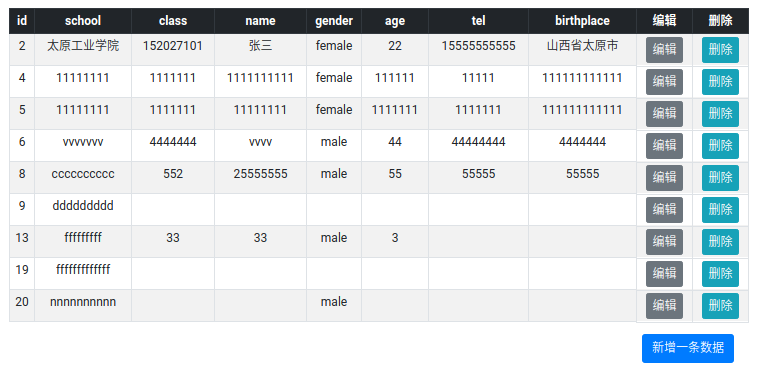 id school class name gender age tel birthplace 编辑 删除
2 太原工业学院 152027101 张三 female 22 15555555555 山西省太原市 编辑 删除
4 11111111 1111111 1111111111 female 111111 11111 111111111111 编辑 删除
5 11111111 1111111 11111111 female 1111111 1111111 111111111111 编辑 删除
6 vvvvvvv 4444444 vvvv male 44 44444444 4444444 编辑 删除
8 cccccccccc 552 25555555 male 55 55555 55555 编辑 删除
9 ddddddddd 编辑 删除
13 fffffffff 33 33 male 3 编辑 删除
19 fffffffffffff 编辑 删除
20 nnnnnnnnnn male 编辑 删除
新增一条数据